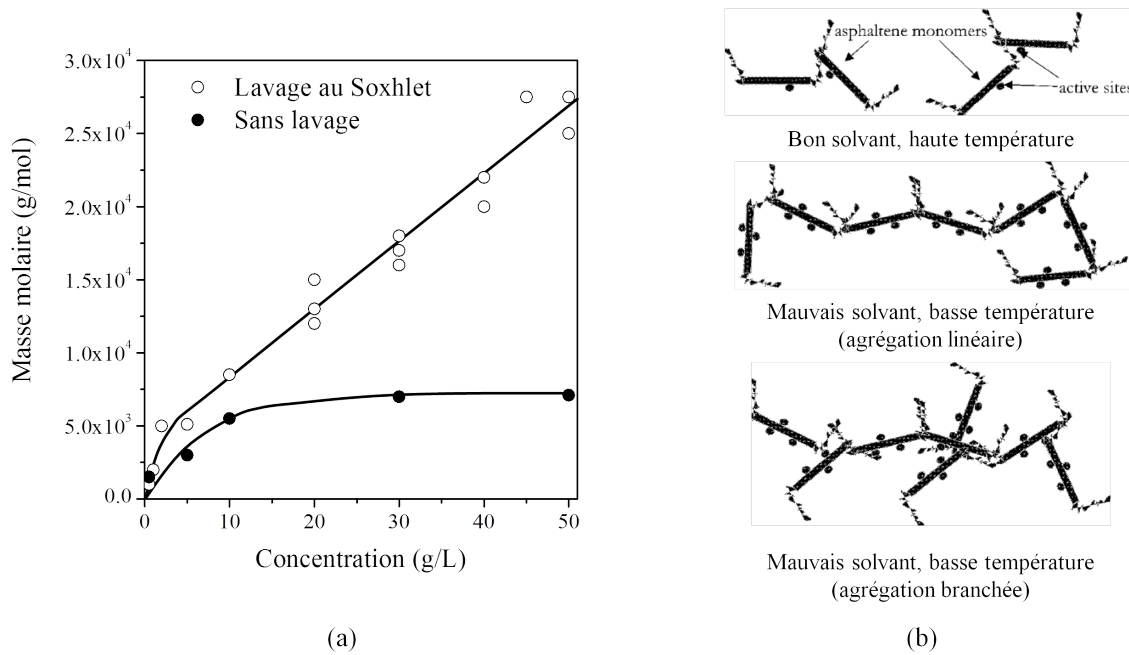 3.0x10⁴
2.5x10⁴
2.0x10⁴
1.5x10⁴
1.0x10⁴
5.0x10³
0.0
Masse molaire (g/mol)
Lavage au Soxhlet
Sans lavage
0 10 20 30 40 50
Concentration (g/L)
(a)
asphaltene monomers
active sites
Bon solvant, haute température
Mauvais solvant, basse température
(agrégation linéaire)
Mauvais solvant, basse température
(agrégation branchée)
(b)